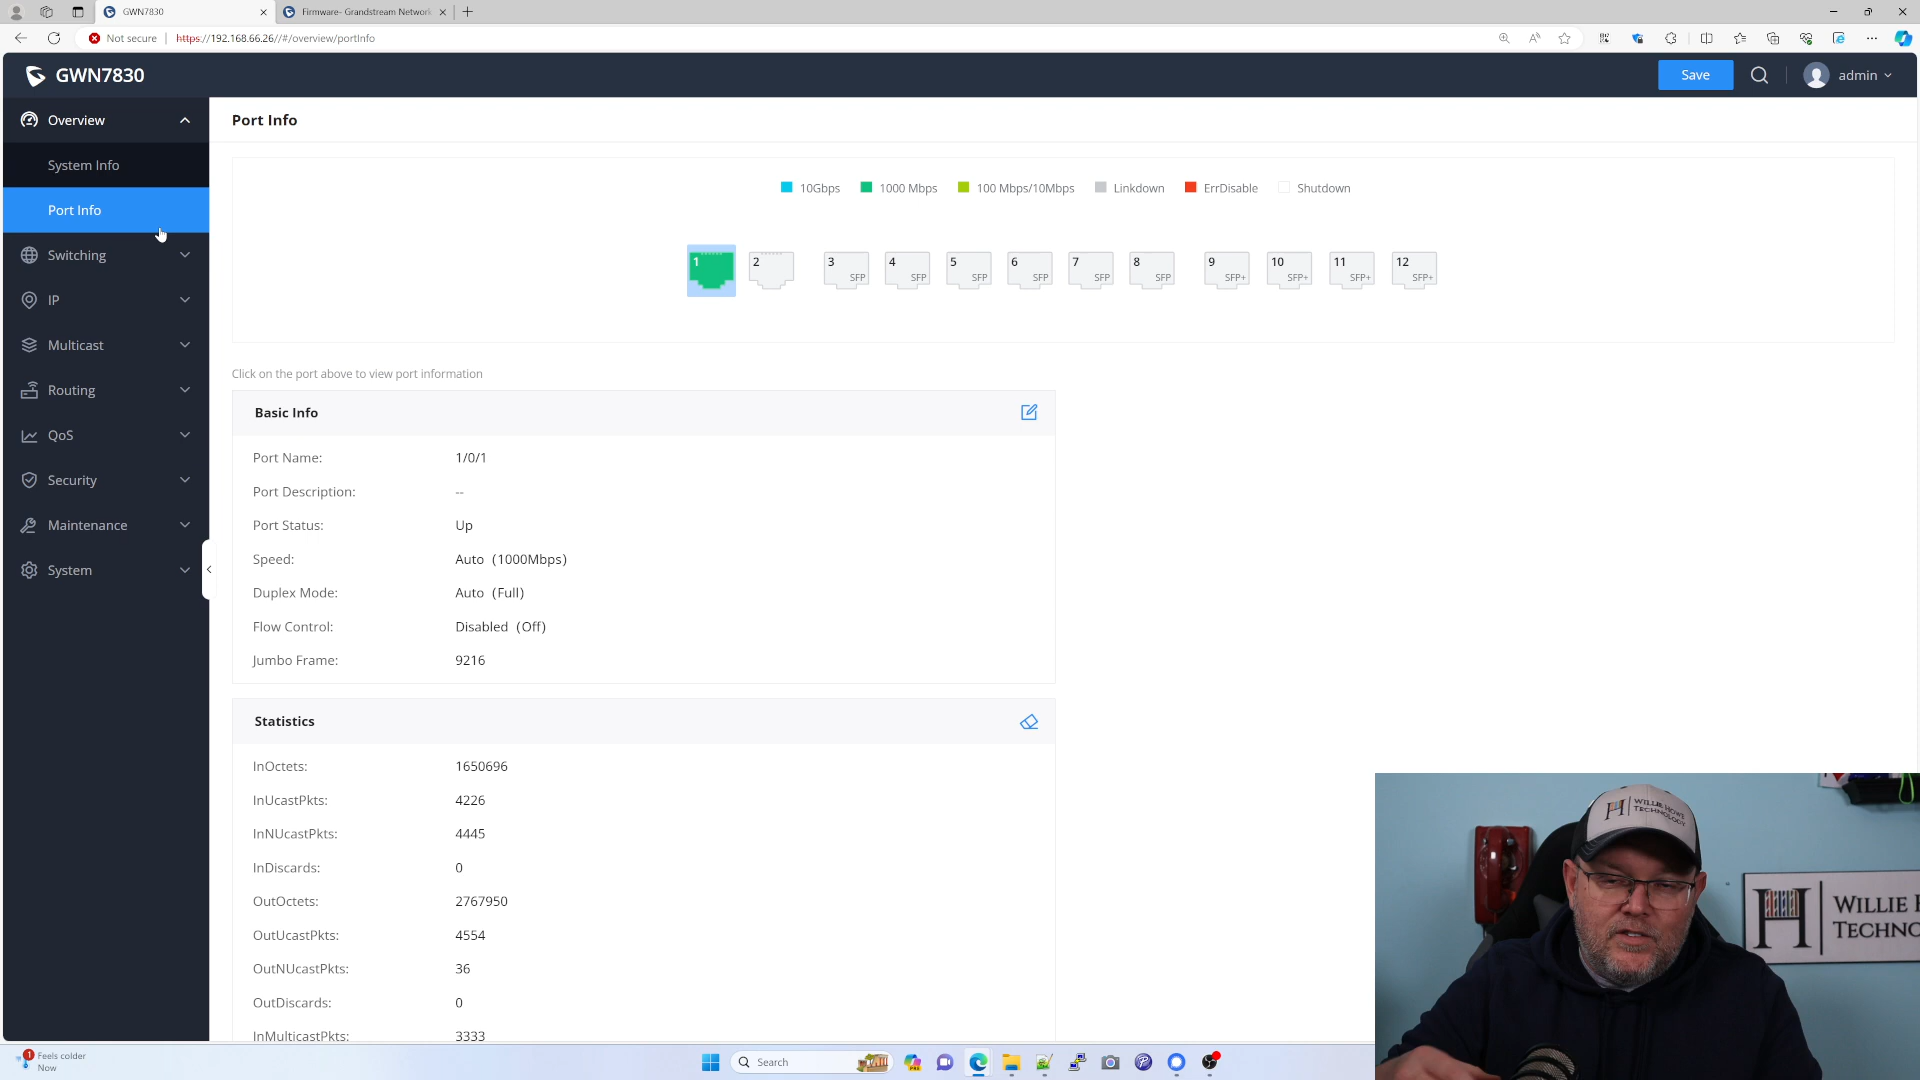 GWN7830
Firmware- Grandstream Network
Not secure
https://192.168.66.26//#/overview/portInfo
GWN7830
Save
admin
Overview
System Info
Port Info
Switching
IP
Multicast
Routing
QoS
Security
Maintenance
System
Port Info
10Gbps 1000 Mbps 100 Mbps/10Mbps Linkdown ErrDisable Shutdown
1 2 3 SFP 4 SFP 5 SFP 6 SFP 7 SFP 8 SFP 9 SFP+ 10 SFP+ 11 SFP+ 12 SFP+
Click on the port above to view port information
Basic Info
Port Name: 1/0/1
Port Description: --
Port Status: Up
Speed: Auto (1000Mbps)
Duplex Mode: Auto (Full)
Flow Control: Disabled (Off)
Jumbo Frame: 9216
Statistics
InOctets: 1650696
InUcastPkts: 4226
InNUcastPkts: 4445
InDiscards: 0
OutOctets: 2767950
OutUcastPkts: 4554
OutNUcastPkts: 36
OutDiscards: 0
InMulticastPkts: 3333
WILLIE HOWE
TECHNOLOGY
WILLIE H
TECHNO
1
Feels colder
Now
Search